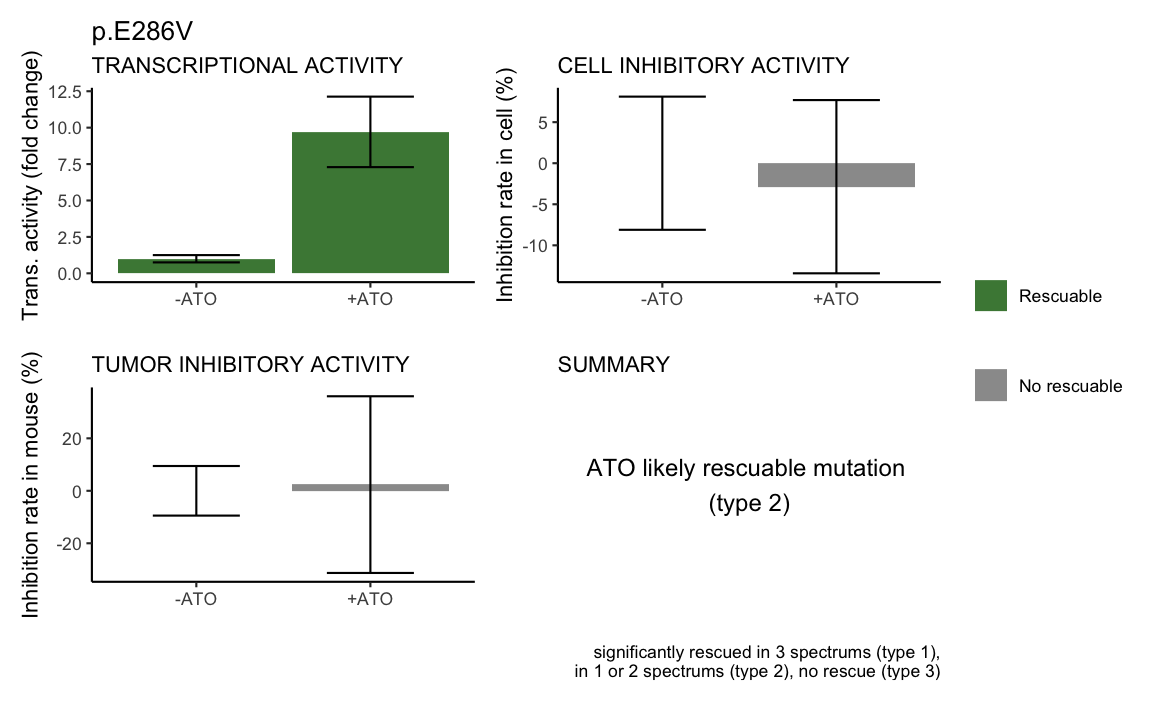 p.E286V
TRANSCRIPTIONAL ACTIVITY
Trans. activity (fold change)
12.5
10.0
7.5
5.0
2.5
0.0
-ATO
+ATO
CELL INHIBITORY ACTIVITY
Inhibition rate in cell (%)
5
0
-5
-10
-ATO
+ATO
Rescuable
No rescuable
TUMOR INHIBITORY ACTIVITY
Inhibition rate in mouse (%)
20
0
-20
-ATO
+ATO
SUMMARY
ATO likely rescuable mutation
(type 2)
significantly rescued in 3 spectrums (type 1),
in 1 or 2 spectrums (type 2), no rescue (type 3)